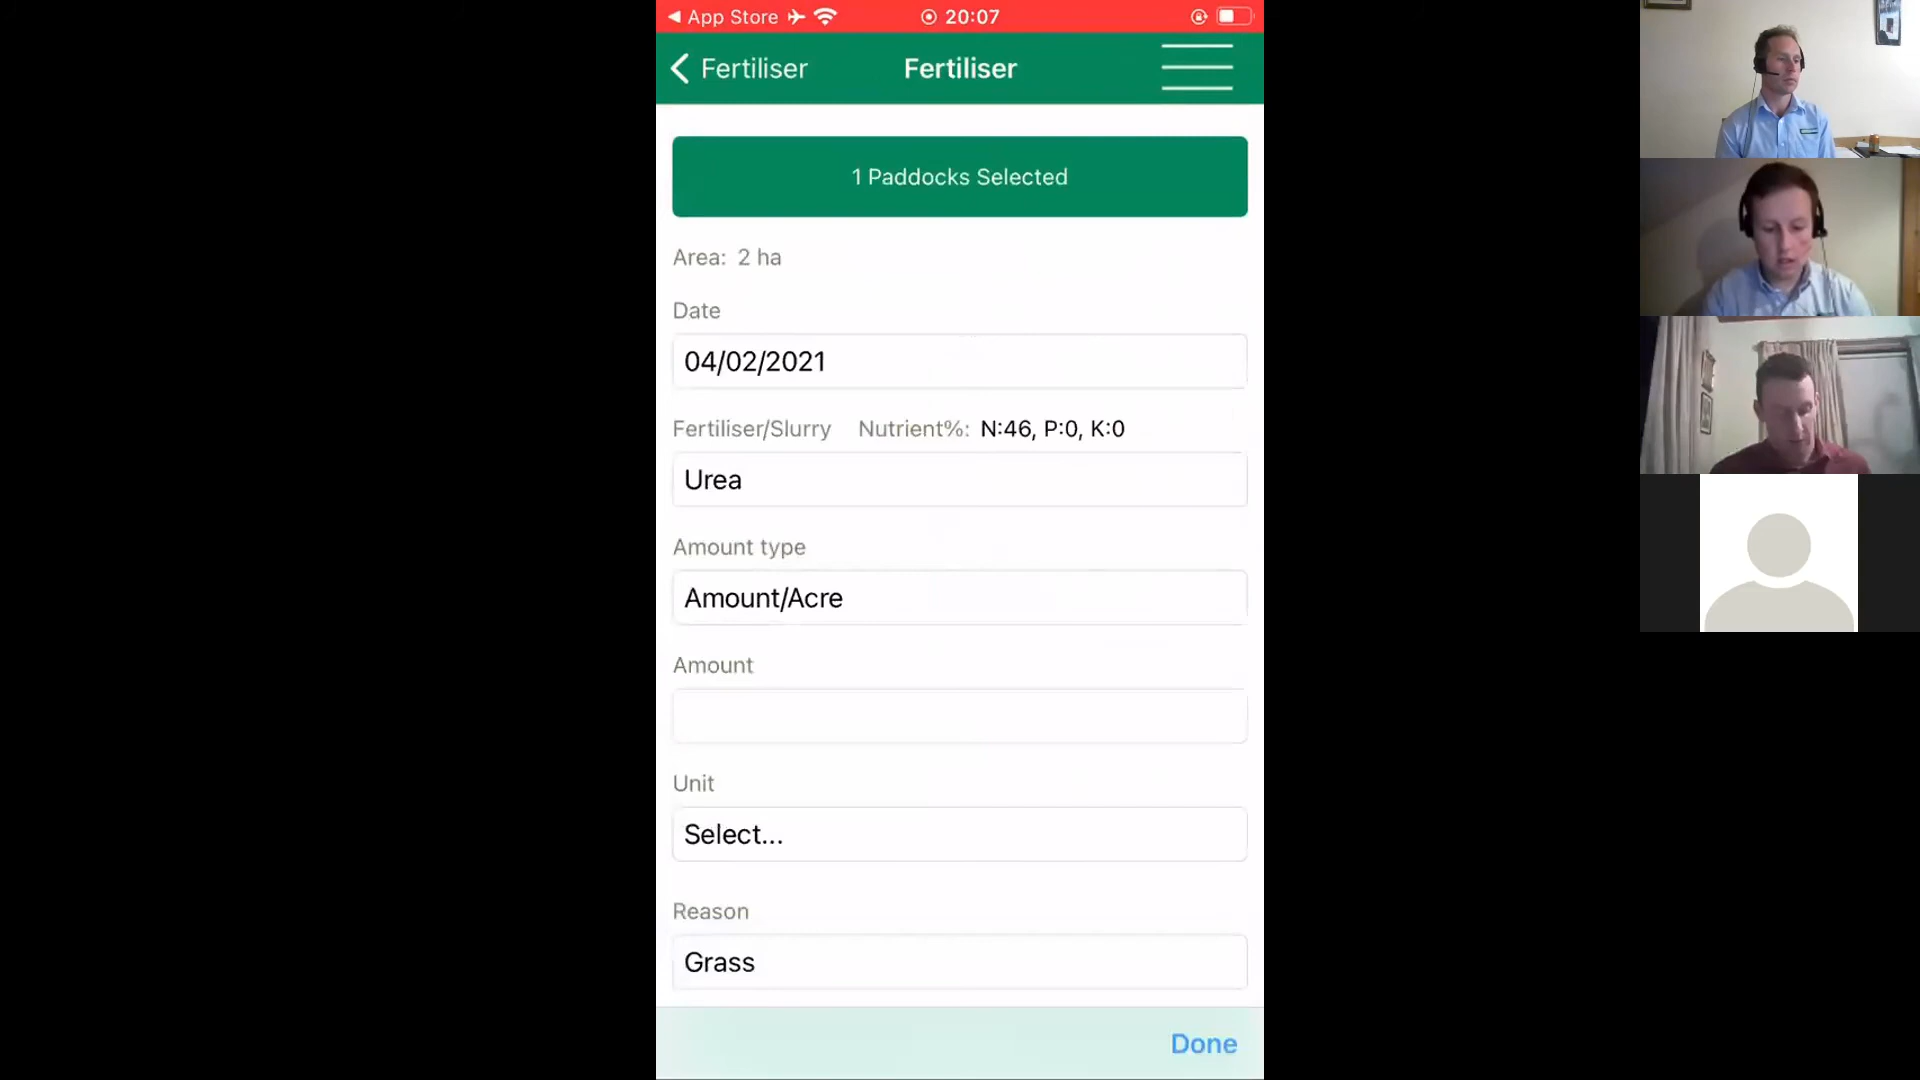 App Store 20:07
Fertiliser Fertiliser
1 Paddocks Selected
Area: 2 ha
Date
04/02/2021
Fertiliser/Slurry Nutrient%: N:46, P:0, K:0
Urea
Amount type
Amount/Acre
Amount
Unit
Select...
Reason
Grass
Done